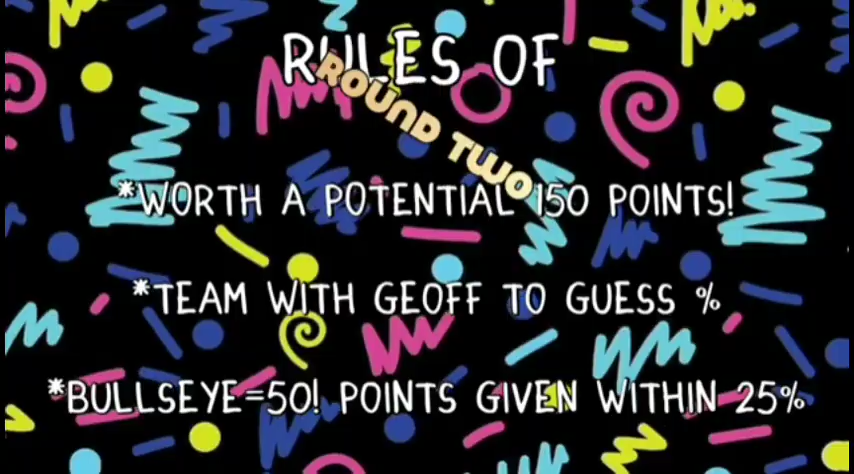 RULES OF
ROUND TWO
*WORTH A POTENTIAL 150 POINTS!
*TEAM WITH GEOFF TO GUESS %
*BULLSEYE=50! POINTS GIVEN WITHIN 25%